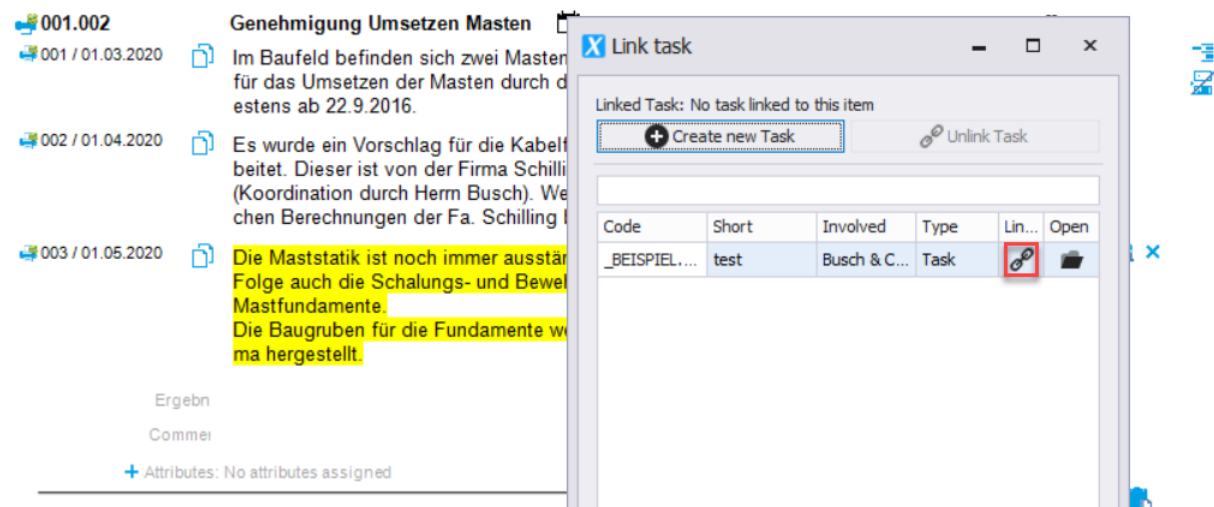 001.002 Genehmigung Umsetzen Masten
001 / 01.03.2020 Im Baufeld befinden sich zwei Masten
für das Umsetzen der Masten durch d
estens ab 22.9.2016.
002 / 01.04.2020 Es wurde ein Vorschlag für die Kabelf
beitet. Dieser ist von der Firma Schilli
(Koordination durch Herrn Busch). We
chen Berechnungen der Fa. Schilling
003 / 01.05.2020 Die Maststatik ist noch immer ausstän
Folge auch die Schalungs- und Beweh
Mastfundamente.
Die Baugruben für die Fundamente we
ma hergestellt.
Ergebn
Commen
+ Attributes: No attributes assigned
Link task
Linked Task: No task linked to this item
Create new Task Unlink Task
Code Short Involved Type Lin... Open
_BEISPIEL.... test Busch & C... Task